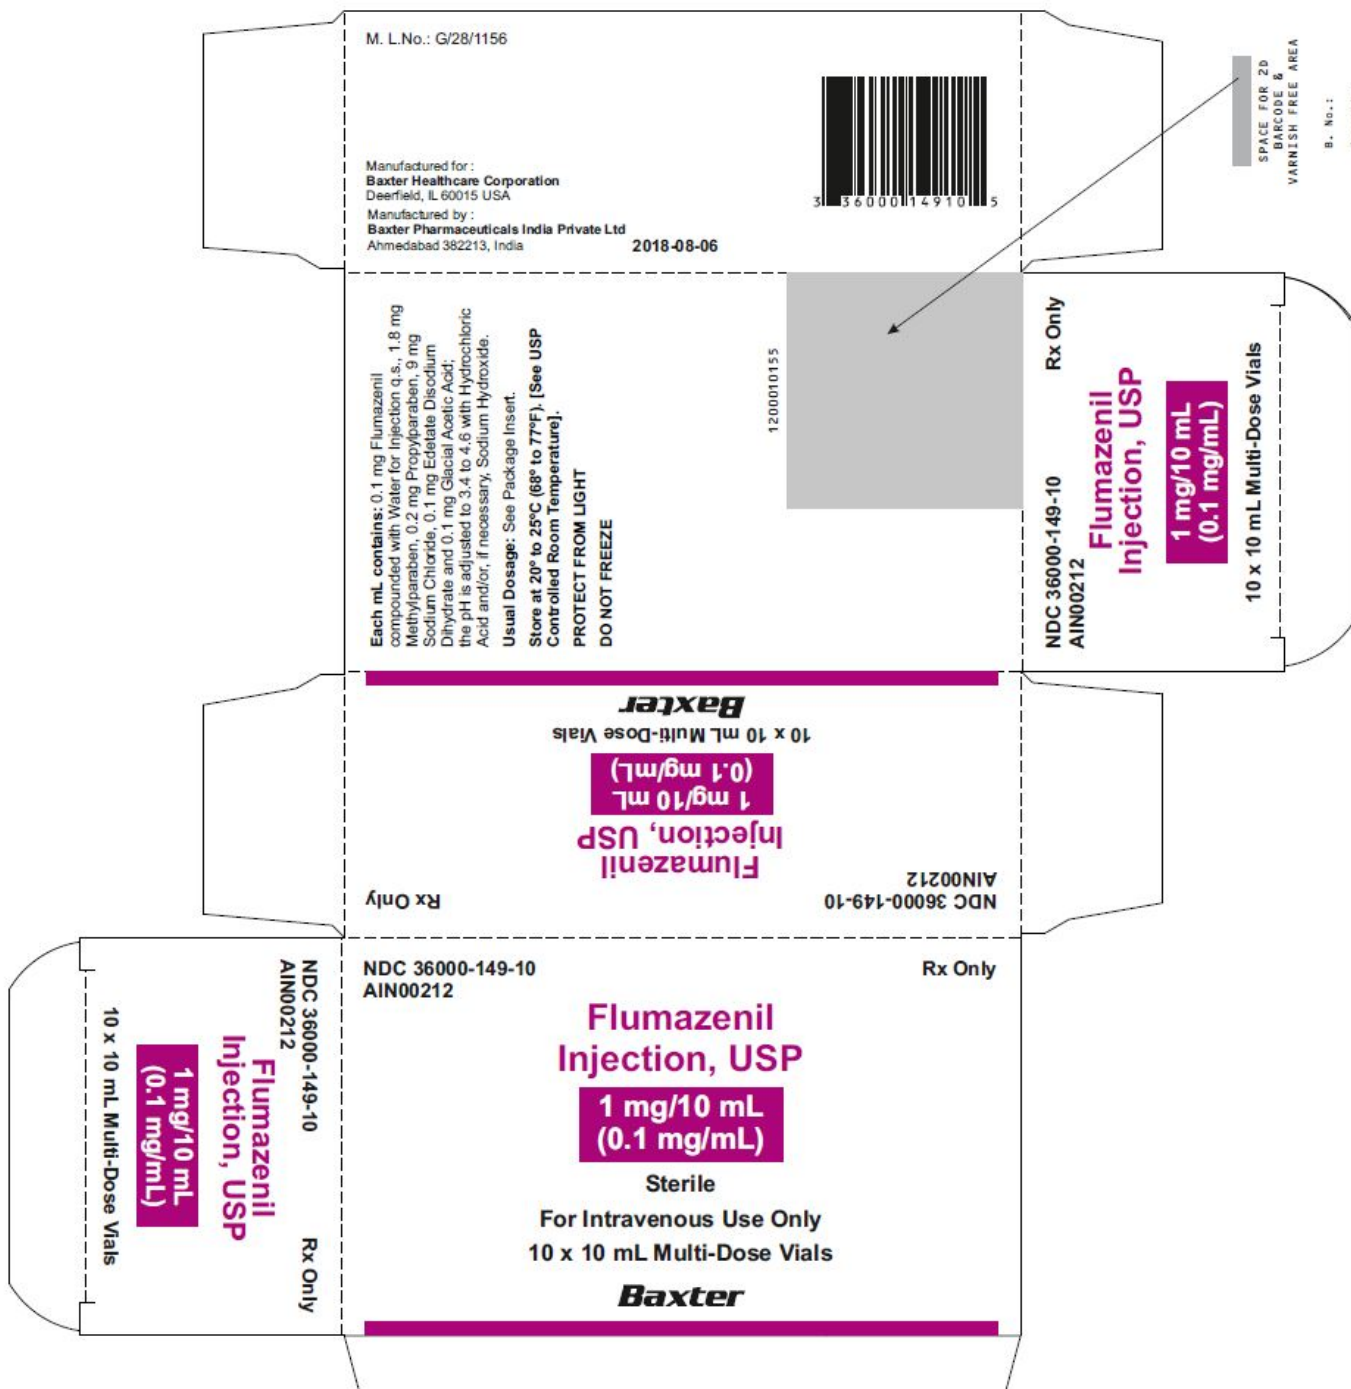 M. L.No.: G/28/1156
Manufactured for :
Baxter Healthcare Corporation
Deerfield, IL 60015 USA
Manufactured by :
Baxter Pharmaceuticals India Private Ltd
Ahmedabad 382213, India
2018-08-06
3 36000 14910 5
SPACE FOR 2D
BARCODE &
VARNISH FREE AREA
B. No.:
Each mL contains: 0.1 mg Flumazenil
compounded with Water for Injection q.s., 1.8 mg
Methylparaben, 0.2 mg Propylparaben, 9 mg
Sodium Chloride, 0.1 mg Edetate Disodium
Dihydrate and 0.1 mg Glacial Acetic Acid;
the pH is adjusted to 3.4 to 4.6 with Hydrochloric
Acid and/or, if necessary, Sodium Hydroxide.
Usual Dosage: See Package Insert.
Store at 20° to 25°C (68° to 77°F). [See USP
Controlled Room Temperature].
PROTECT FROM LIGHT
DO NOT FREEZE
1200010155
NDC 36000-149-10 Rx Only
AIN00212
Flumazenil
Injection, USP
1 mg/10 mL
(0.1 mg/mL)
10 x 10 mL Multi-Dose Vials
NDC 36000-149-10 Rx Only
AIN00212
Flumazenil
Injection, USP
1 mg/10 mL
(0.1 mg/mL)
10 x 10 mL Multi-Dose Vials
Baxter
NDC 36000-149-10 Rx Only
AIN00212
Flumazenil
Injection, USP
1 mg/10 mL
(0.1 mg/mL)
10 x 10 mL Multi-Dose Vials
NDC 36000-149-10 Rx Only
AIN00212
Flumazenil
Injection, USP
1 mg/10 mL
(0.1 mg/mL)
Sterile
For Intravenous Use Only
10 x 10 mL Multi-Dose Vials
Baxter